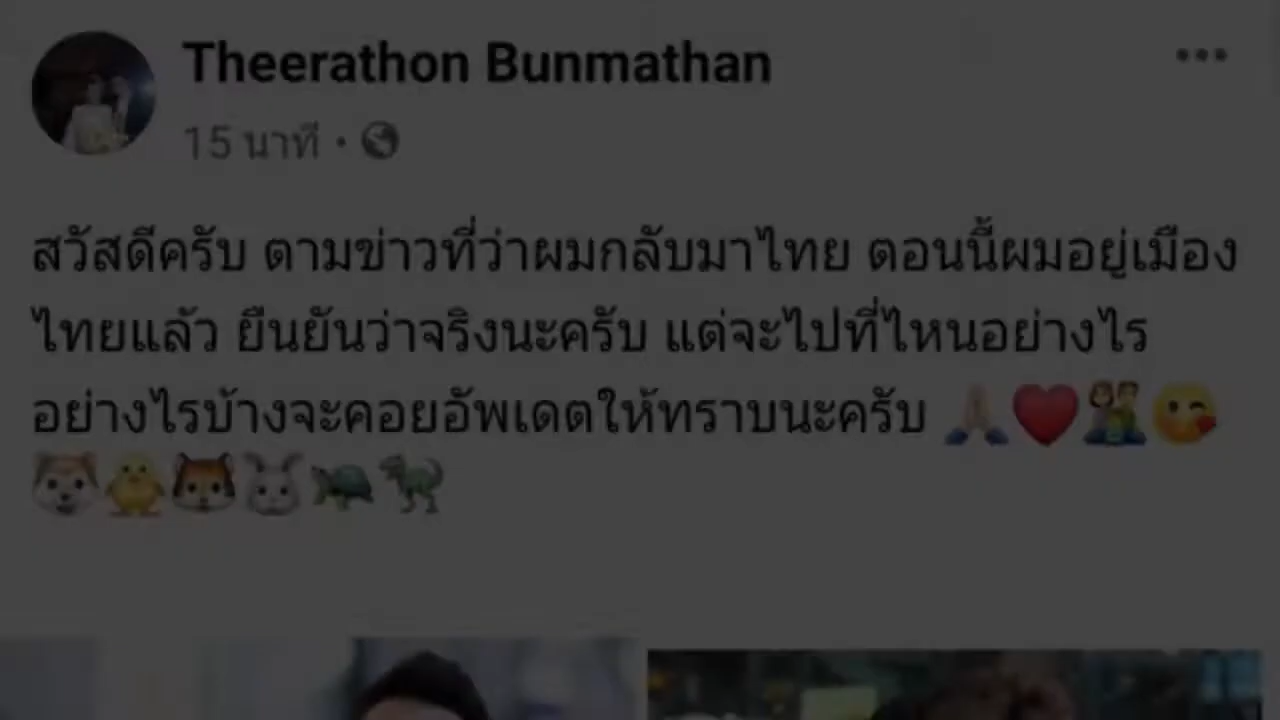 Theerathon Bunmathan
15 นาที •
สวัสดีครับ ตามข่าวที่ว่าผมกลับมาไทย ตอนนี้ผมอยู่เมือง
ไทยแล้ว ยืนยันว่าจริงนะครับ แต่จะไปที่ไหนอย่างไร
อย่างไรบ้างจะคอยอัพเดตให้ทราบนะครับ 🙏🏻❤️👫😘
🐶🐥🦊🐰🐢🦖